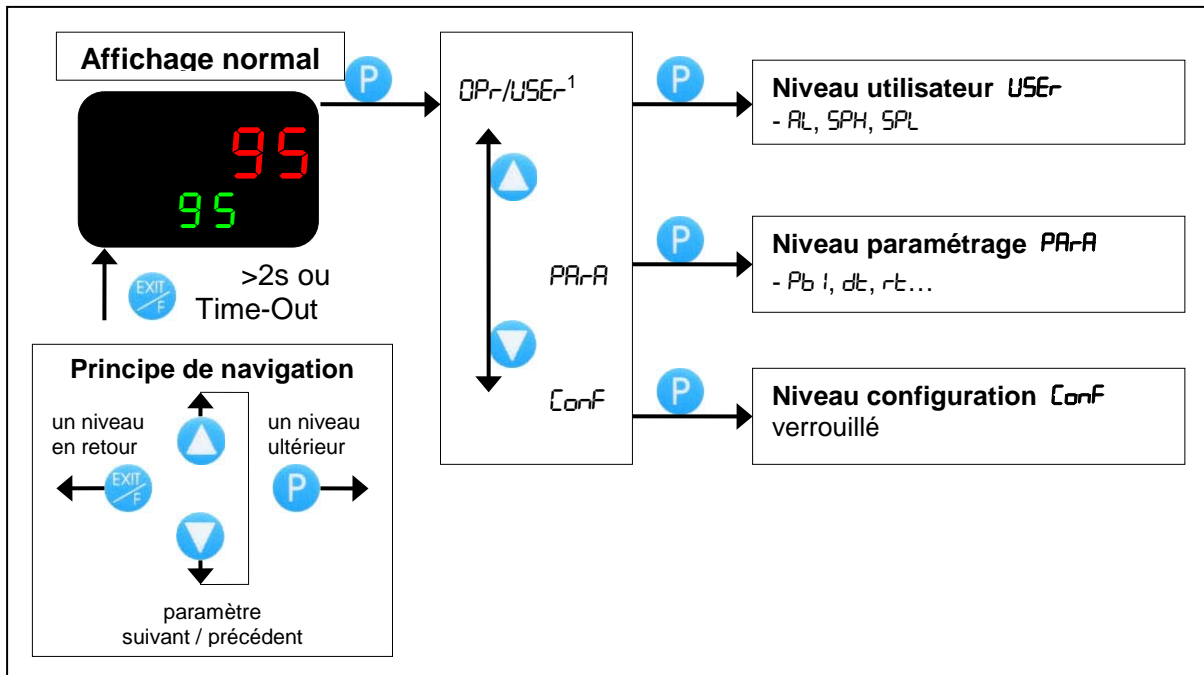 Affichage normal
P
95
95
EXIT/F
>2s ou
Time-Out
Principe de navigation
un niveau
en retour
un niveau
ultérieur
EXIT/F
P
paramètre
suivant / précédent
OPr/USEr¹
PArA
ConF
P
Niveau utilisateur USEr
- AL, SPH, SPL
P
Niveau paramétrage PArA
- Pb1, dt, rt...
P
Niveau configuration ConF
verrouillé